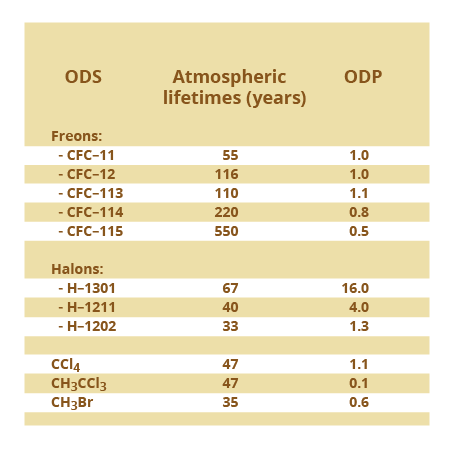 ODS Atmospheric lifetimes (years) ODP
Freons:
- CFC–11 55 1.0
- CFC–12 116 1.0
- CFC–113 110 1.1
- CFC–114 220 0.8
- CFC–115 550 0.5
Halons:
- H–1301 67 16.0
- H–1211 40 4.0
- H–1202 33 1.3
CCl₄ 47 1.1
CH₃CCl₃ 47 0.1
CH₃Br 35 0.6